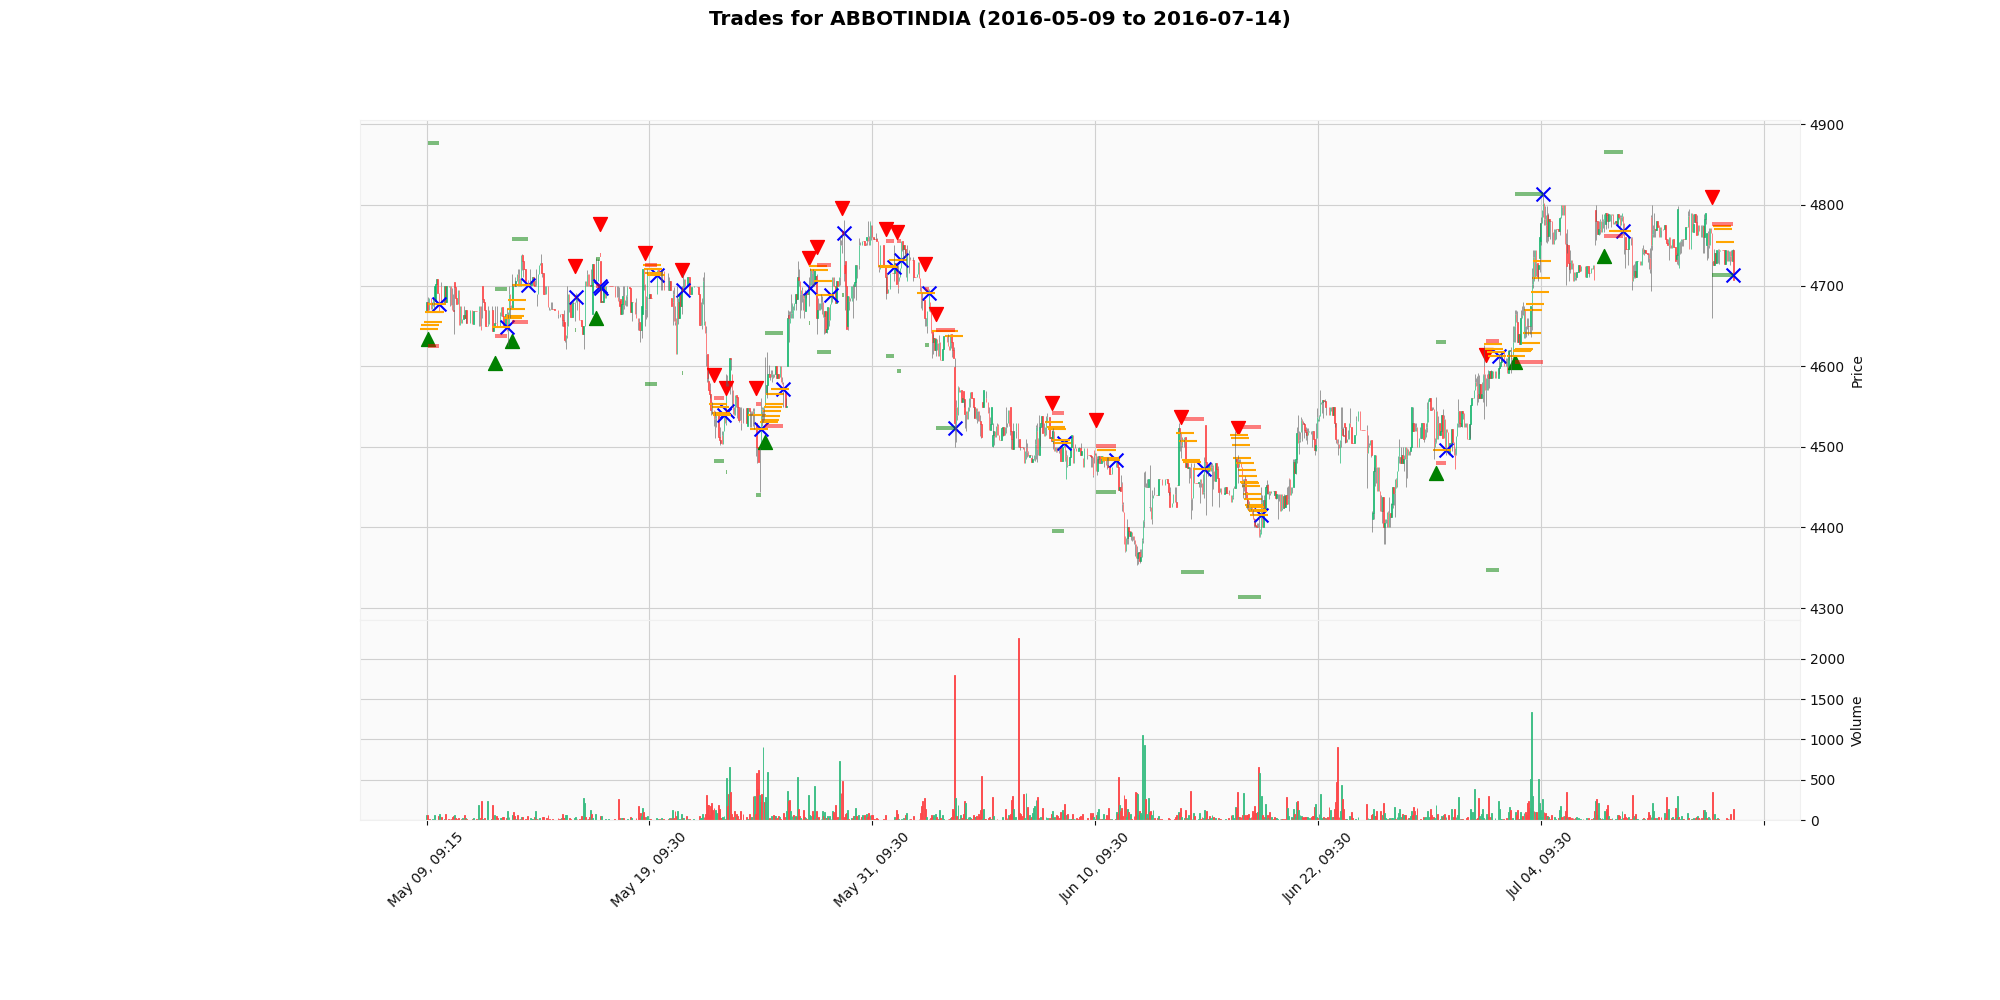 Trades for ABBOTINDIA (2016-05-09 to 2016-07-14)
4900
4800
4700
4600
4500
4400
4300
Price
2000
1500
1000
500
0
Volume
May 09, 09:15
May 19, 09:30
May 31, 09:30
Jun 10, 09:30
Jun 22, 09:30
Jul 04, 09:30